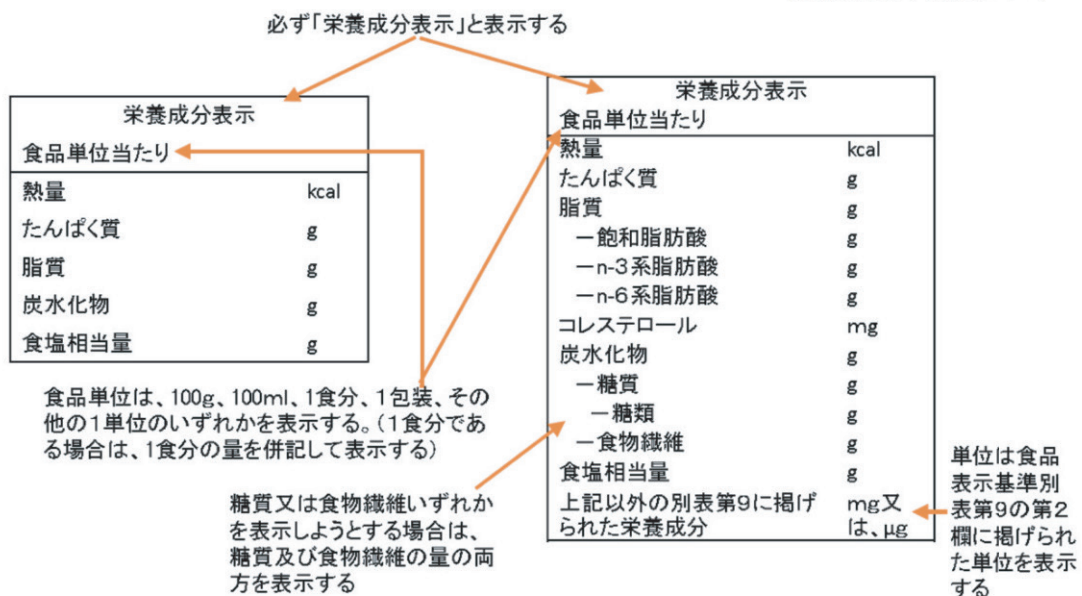 必ず「栄養成分表示」と表示する
栄養成分表示
食品単位当たり
熱量 kcal
たんぱく質 g
脂質 g
炭水化物 g
食塩相当量 g
食品単位は、100g、100ml、1食分、1包装、その
他の1単位のいずれかを表示する。(1食分であ
る場合は、1食分の量を併記して表示する)
糖質又は食物繊維いずれか
を表示しようとする場合は、
糖質及び食物繊維の量の両
方を表示する
栄養成分表示
食品単位当たり
熱量 kcal
たんぱく質 g
脂質 g
－飽和脂肪酸 g
－n-3系脂肪酸 g
－n-6系脂肪酸 g
コレステロール mg
炭水化物 g
－糖質 g
－糖類 g
－食物繊維 g
食塩相当量 g
上記以外の別表第9に掲げ mg又
られた栄養成分 は、μg
単位は食品
表示基準別
表第9の第2
欄に掲げられ
た単位を表示
する